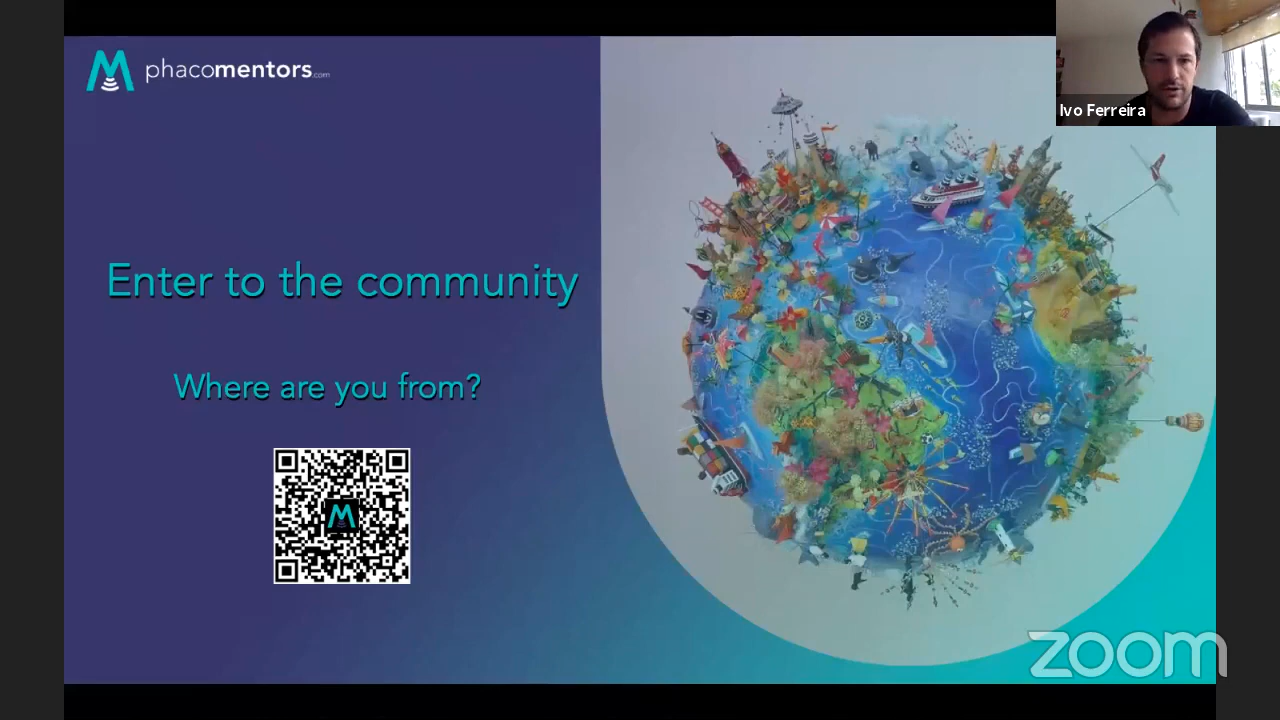 phacomentors.com
Ivo Ferreira
Enter to the community
Where are you from?
zoom